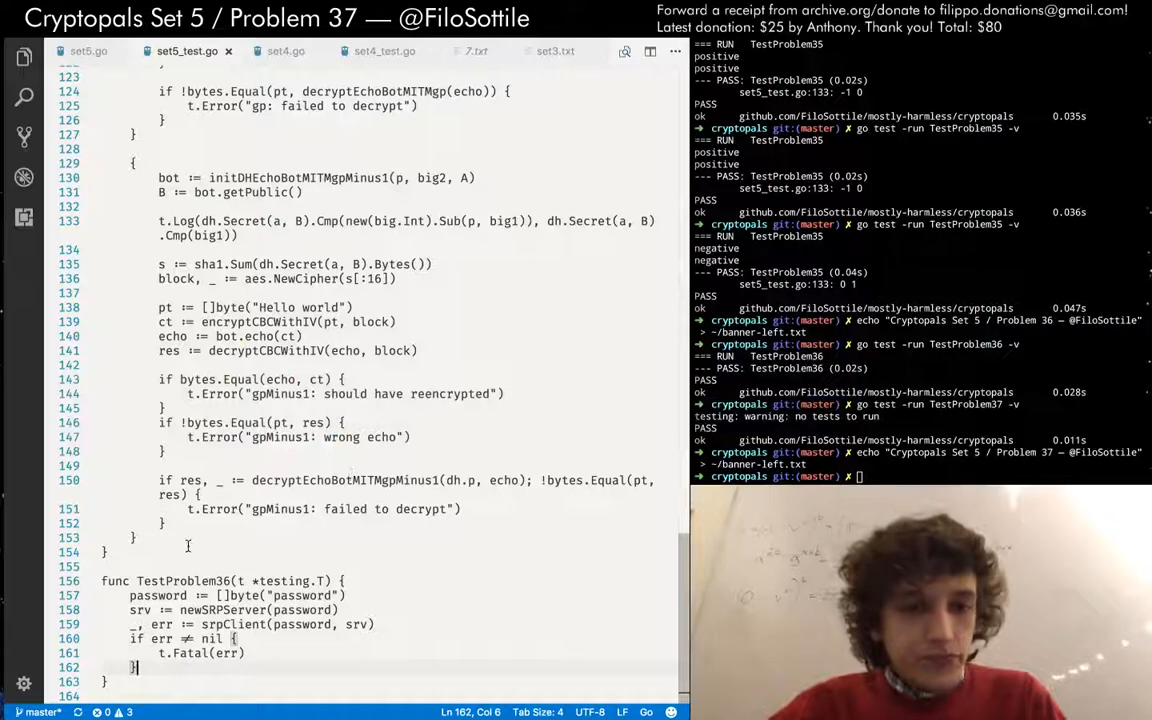 Cryptopals Set 5 / Problem 37 — @FiloSottile
Forward a receipt from archive.org/donate to filippo.donations@gmail.com!
Latest donation: $25 by Anthony. Thank you! Total: $80
set5.go
set5_test.go ×
set4.go
set4_test.go
7.txt
set3.txt
123
124 if !bytes.Equal(pt, decryptEchoBotMITMgp(echo)) {
125 t.Error("gp: failed to decrypt")
126 }
127 }
128
129 {
130 bot := initDHEchoBotMITMgpMinus1(p, big2, A)
131 B := bot.getPublic()
132
133 t.Log(dh.Secret(a, B).Cmp(new(big.Int).Sub(p, big1)), dh.Secret(a, B)
.Cmp(big1))
134
135 s := sha1.Sum(dh.Secret(a, B).Bytes())
136 block, _ := aes.NewCipher(s[:16])
137
138 pt := []byte("Hello world")
139 ct := encryptCBCWithIV(pt, block)
140 echo := bot.echo(ct)
141 res := decryptCBCWithIV(echo, block)
142
143 if bytes.Equal(echo, ct) {
144 t.Error("gpMinus1: should have reencrypted")
145 }
146 if !bytes.Equal(pt, res) {
147 t.Error("gpMinus1: wrong echo")
148 }
149
150 if res, _ := decryptEchoBotMITMgpMinus1(dh.p, echo); !bytes.Equal(pt,
res) {
151 t.Error("gpMinus1: failed to decrypt")
152 }
153 }
154 }
155
156 func TestProblem36(t *testing.T) {
157 password := []byte("password")
158 srv := newSRPServer(password)
159 _, err := srpClient(password, srv)
160 if err ≠ nil {
161 t.Fatal(err)
162 }
163 }
164
master* 0 3 Ln 162, Col 6 Tab Size: 4 UTF-8 LF Go
=== RUN TestProblem35
positive
positive
--- PASS: TestProblem35 (0.02s)
set5_test.go:133: -1 0
PASS
ok github.com/FiloSottile/mostly-harmless/cryptopals 0.035s
➜ cryptopals git:(master) ✗ go test -run TestProblem35 -v
=== RUN TestProblem35
positive
positive
--- PASS: TestProblem35 (0.02s)
set5_test.go:133: -1 0
PASS
ok github.com/FiloSottile/mostly-harmless/cryptopals 0.036s
➜ cryptopals git:(master) ✗ go test -run TestProblem35 -v
=== RUN TestProblem35
negative
negative
--- PASS: TestProblem35 (0.04s)
set5_test.go:133: 0 1
PASS
ok github.com/FiloSottile/mostly-harmless/cryptopals 0.047s
➜ cryptopals git:(master) ✗ echo "Cryptopals Set 5 / Problem 36 — @FiloSottile"
> ~/banner-left.txt
➜ cryptopals git:(master) ✗ go test -run TestProblem36 -v
=== RUN TestProblem36
--- PASS: TestProblem36 (0.02s)
PASS
ok github.com/FiloSottile/mostly-harmless/cryptopals 0.028s
➜ cryptopals git:(master) ✗ go test -run TestProblem37 -v
testing: warning: no tests to run
PASS
ok github.com/FiloSottile/mostly-harmless/cryptopals 0.011s
➜ cryptopals git:(master) ✗ echo "Cryptopals Set 5 / Problem 37 — @FiloSottile"
> ~/banner-left.txt
➜ cryptopals git:(master) ✗